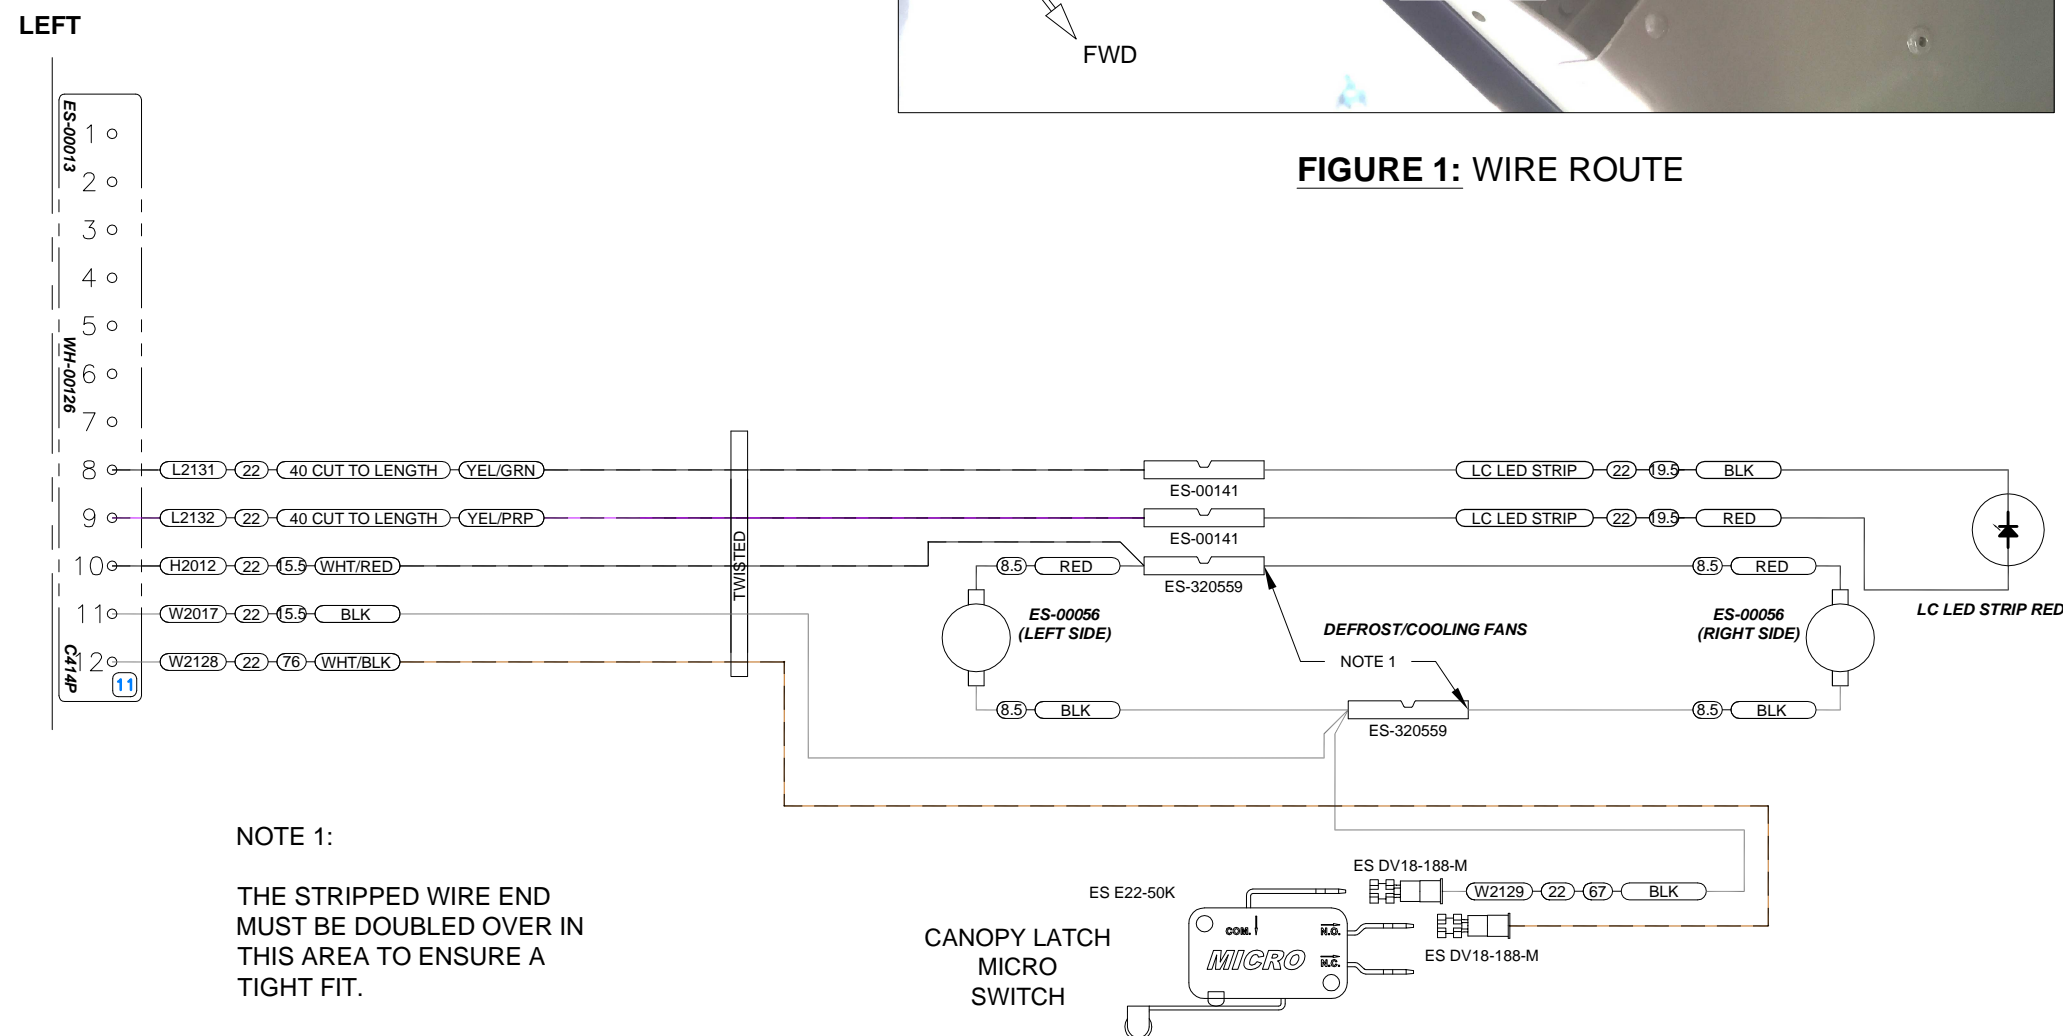 LEFT
FWD
FIGURE 1: WIRE ROUTE
ES-00013
WH-00126
C414P
1
2
3
4
5
6
7
8 L2131 22 40 CUT TO LENGTH YEL/GRN
ES-00141
LC LED STRIP 22 19.5 BLK
9 L2132 22 40 CUT TO LENGTH YEL/PRP
ES-00141
LC LED STRIP 22 19.5 RED
10 H2012 22 15.5 WHT/RED
11 W2017 22 15.5 BLK
12 W2128 22 76 WHT/BLK
11
TWISTED
8.5 RED
ES-320559
8.5 RED
ES-00056
(LEFT SIDE)
DEFROST/COOLING FANS
NOTE 1
ES-00056
(RIGHT SIDE)
LC LED STRIP RED
8.5 BLK
ES-320559
8.5 BLK
NOTE 1:
THE STRIPPED WIRE END
MUST BE DOUBLED OVER IN
THIS AREA TO ENSURE A
TIGHT FIT.
ES DV18-188-M
ES E22-50K
W2129 22 67 BLK
CANOPY LATCH
MICRO
SWITCH
COM.
N.O.
MICRO
N.C.
ES DV18-188-M